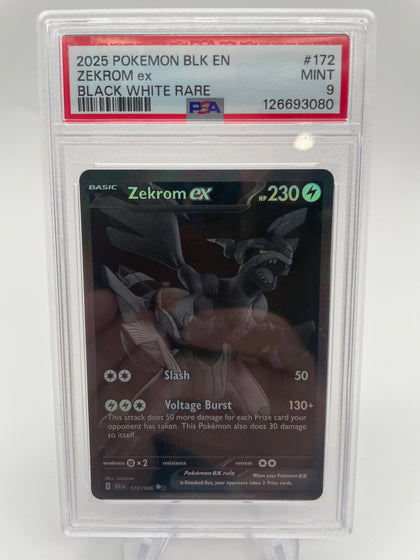 2025 POKEMON BLK EN #172
ZEKROM ex MINT
BLACK WHITE RARE 9
PSA 126693080
BASIC Zekrom ex HP 230
Slash 50
Voltage Burst 130+
This attack does 50 more damage for each Prize card your
opponent has taken. This Pokémon also does 30 damage
to itself.
weakness ×2 resistance retreat
Pokémon ex rule When your Pokémon ex
is Knocked Out, your opponent takes 2 Prize cards.
172/086